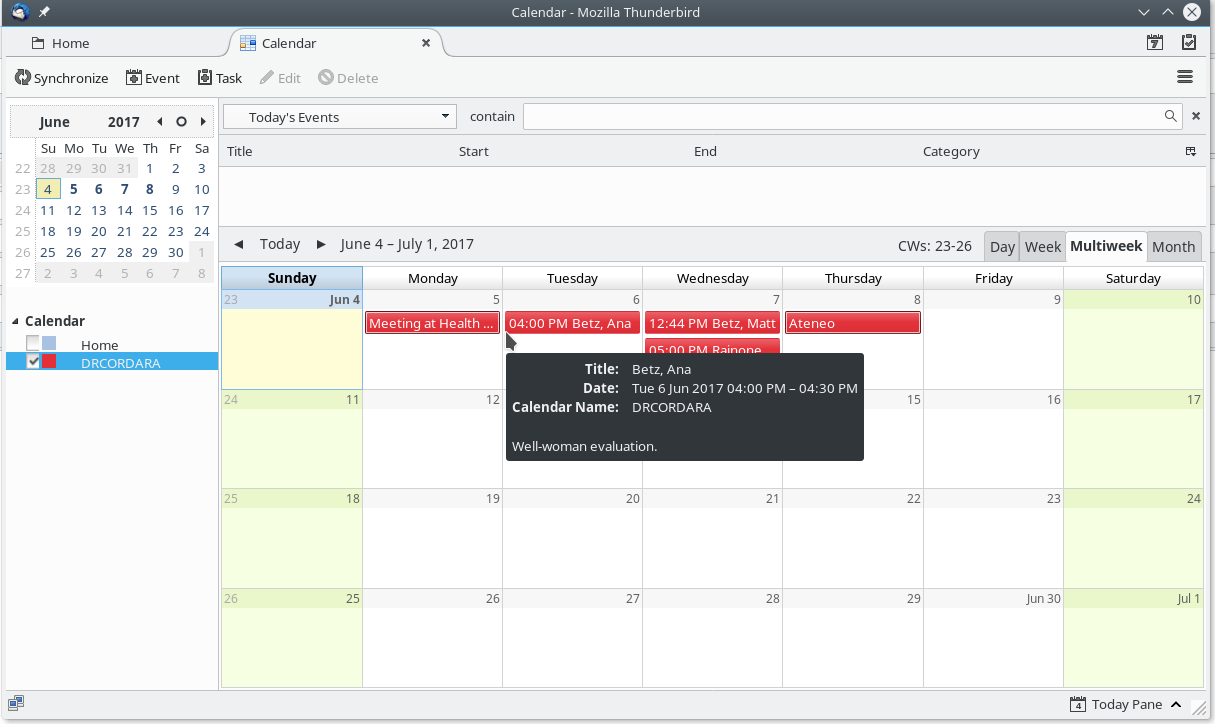 Calendar - Mozilla Thunderbird
Home
Calendar
7
Synchronize Event Task Edit Delete
June 2017
Su Mo Tu We Th Fr Sa
22 28 29 30 31 1 2 3
23 4 5 6 7 8 9 10
24 11 12 13 14 15 16 17
25 18 19 20 21 22 23 24
26 25 26 27 28 29 30 1
27 2 3 4 5 6 7 8
Calendar
Home
DRCORDARA
Today's Events contain
Title Start End Category
Today June 4 – July 1, 2017 CWs: 23-26 Day Week Multiweek Month
Sunday Monday Tuesday Wednesday Thursday Friday Saturday
23 Jun 4 5 6 7 8 9 10
Meeting at Health ... 04:00 PM Betz, Ana 12:44 PM Betz, Matt Ateneo
05:00 PM Rainone
Title: Betz, Ana
Date: Tue 6 Jun 2017 04:00 PM – 04:30 PM
Calendar Name: DRCORDARA
Well-woman evaluation.
24 11 12 15 16 17
25 18 19 20 21 22 23 24
26 25 26 27 28 29 Jun 30 Jul 1
4 Today Pane